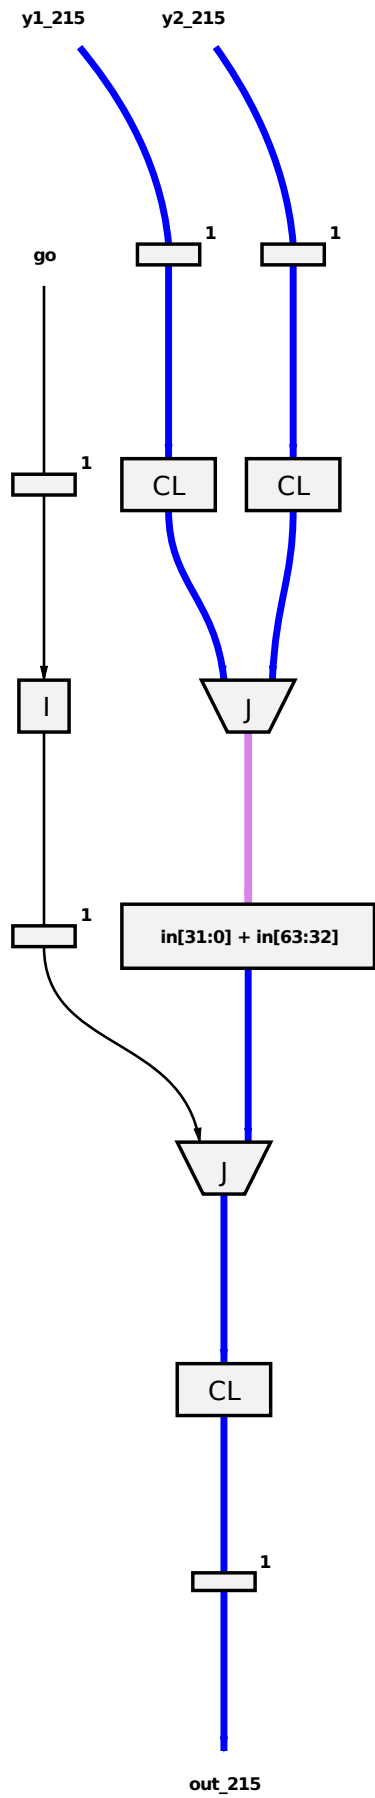 y1_215
y2_215
1
1
go
1
CL
CL
I
J
1
in[31:0] + in[63:32]
J
CL
1
out_215